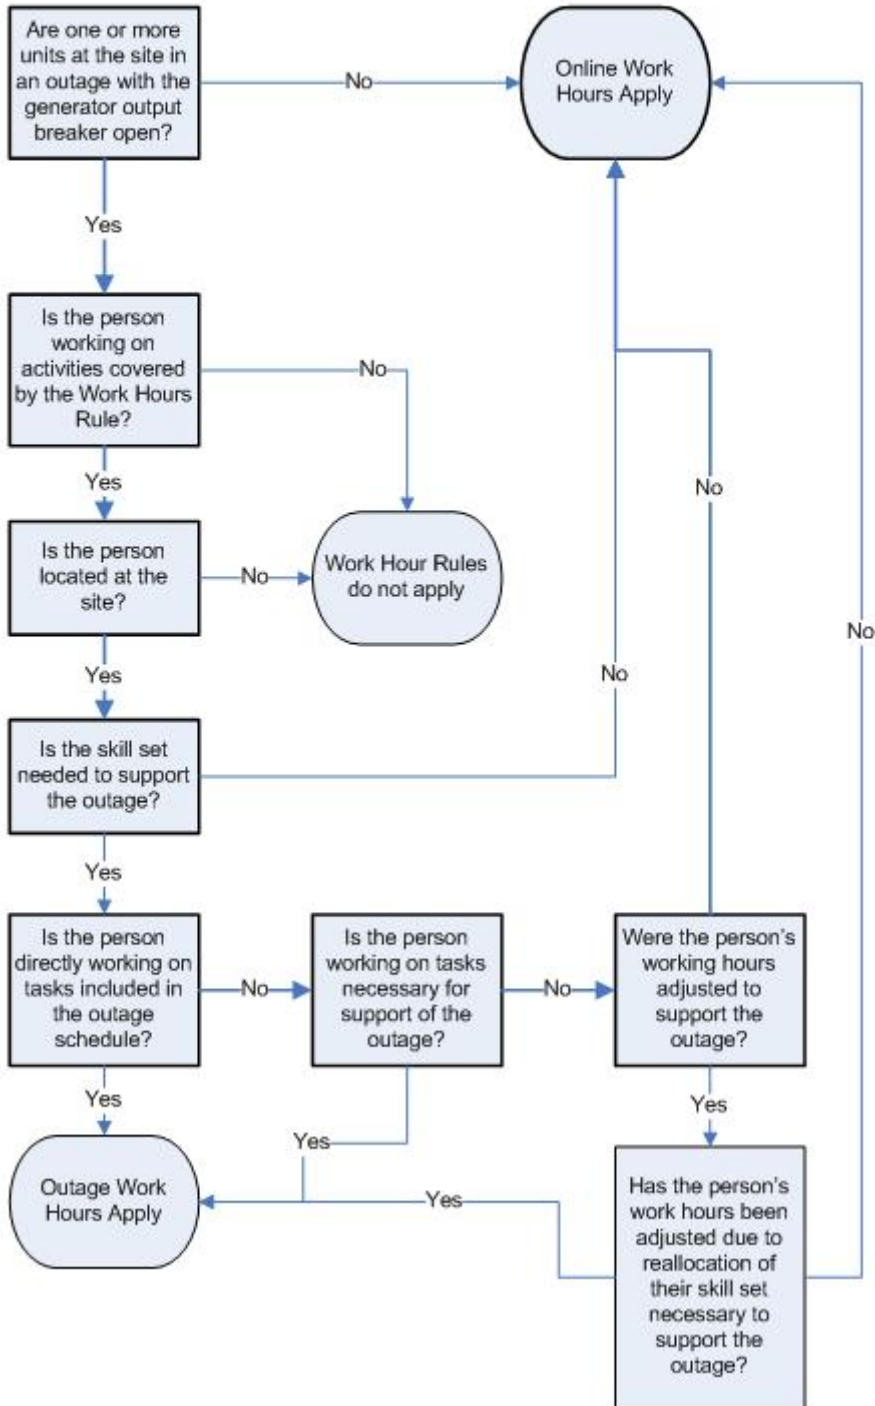 Are one or more
units at the site in
an outage with the
generator output
breaker open?
No
Online Work
Hours Apply
Yes
Is the person
working on
activities covered
by the Work Hours
Rule?
No
Yes
No
Is the person
located at the
site?
No
Work Hour Rules
do not apply
No
Yes
No
Is the skill set
needed to support
the outage?
Yes
Is the person
directly working on
tasks included in
the outage
schedule?
No
Is the person
working on tasks
necessary for
support of the
outage?
No
Were the person's
working hours
adjusted to
support the
outage?
Yes
Yes
Yes
Outage Work
Hours Apply
Yes
Has the person's
work hours been
adjusted due to
reallocation of
their skill set
necessary to
support the
outage?